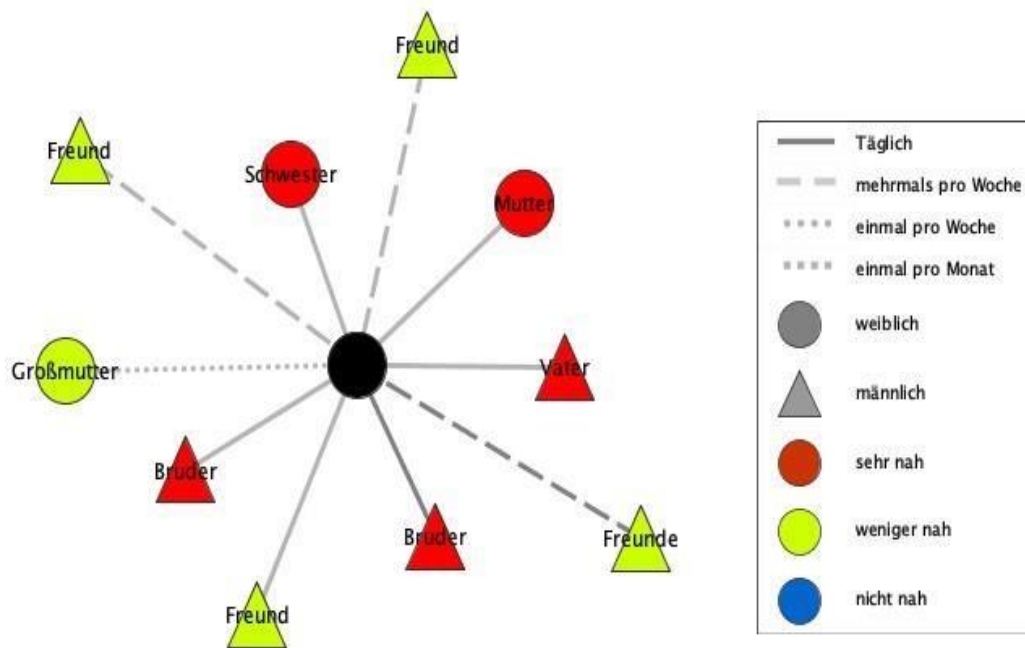 Freund
Freund
Schwester
Mutter
Großmutter
Vater
Bruder
Bruder
Freunde
Freund
Täglich
mehrmals pro Woche
einmal pro Woche
einmal pro Monat
weiblich
männlich
sehr nah
weniger nah
nicht nah